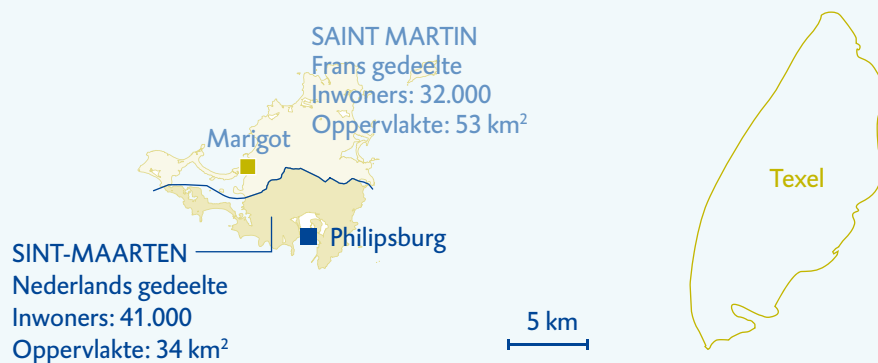 SAINT MARTIN
Frans gedeelte
Inwoners: 32.000
Oppervlakte: 53 km²
Marigot
Texel
Philipsburg
SINT-MAARTEN
Nederlands gedeelte
Inwoners: 41.000
Oppervlakte: 34 km²
5 km